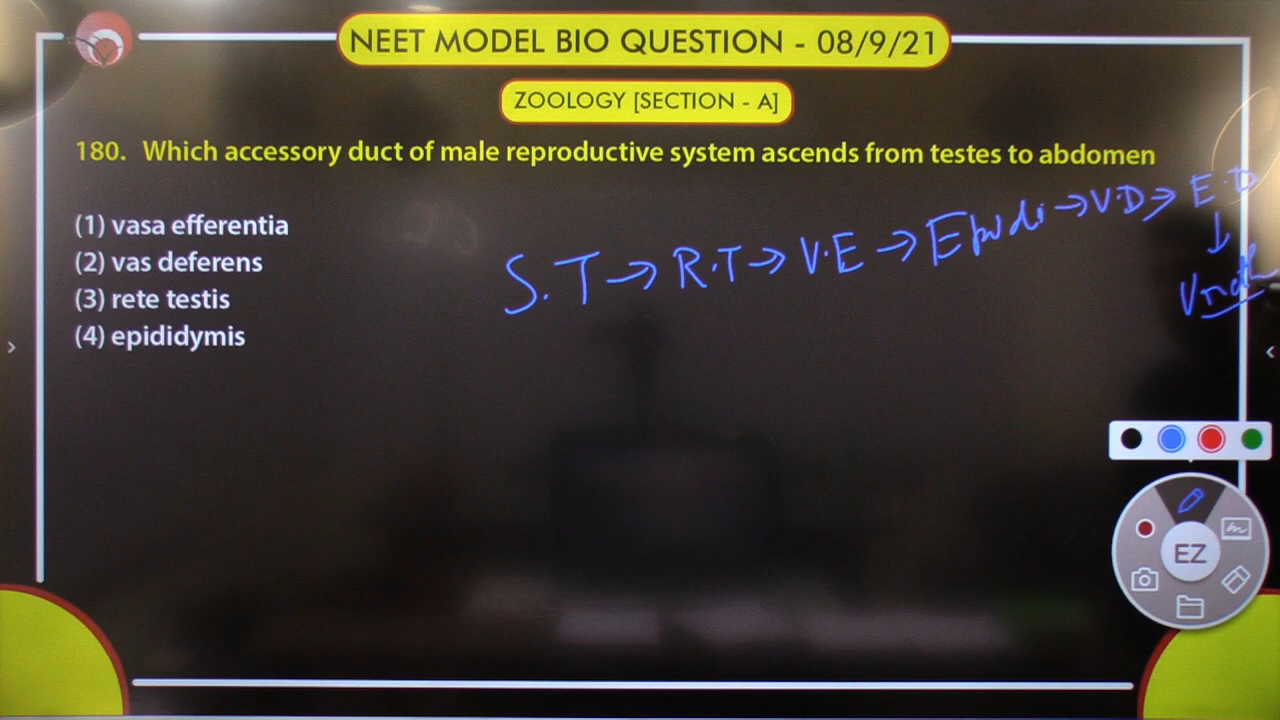 NEET MODEL BIO QUESTION - 08/9/21
ZOOLOGY [SECTION - A]
180. Which accessory duct of male reproductive system ascends from testes to abdomen
(1) vasa efferentia
(2) vas deferens
(3) rete testis
(4) epididymis
S.T → R.T → V.E → Epidi → V.D → E.D
↓
EZ